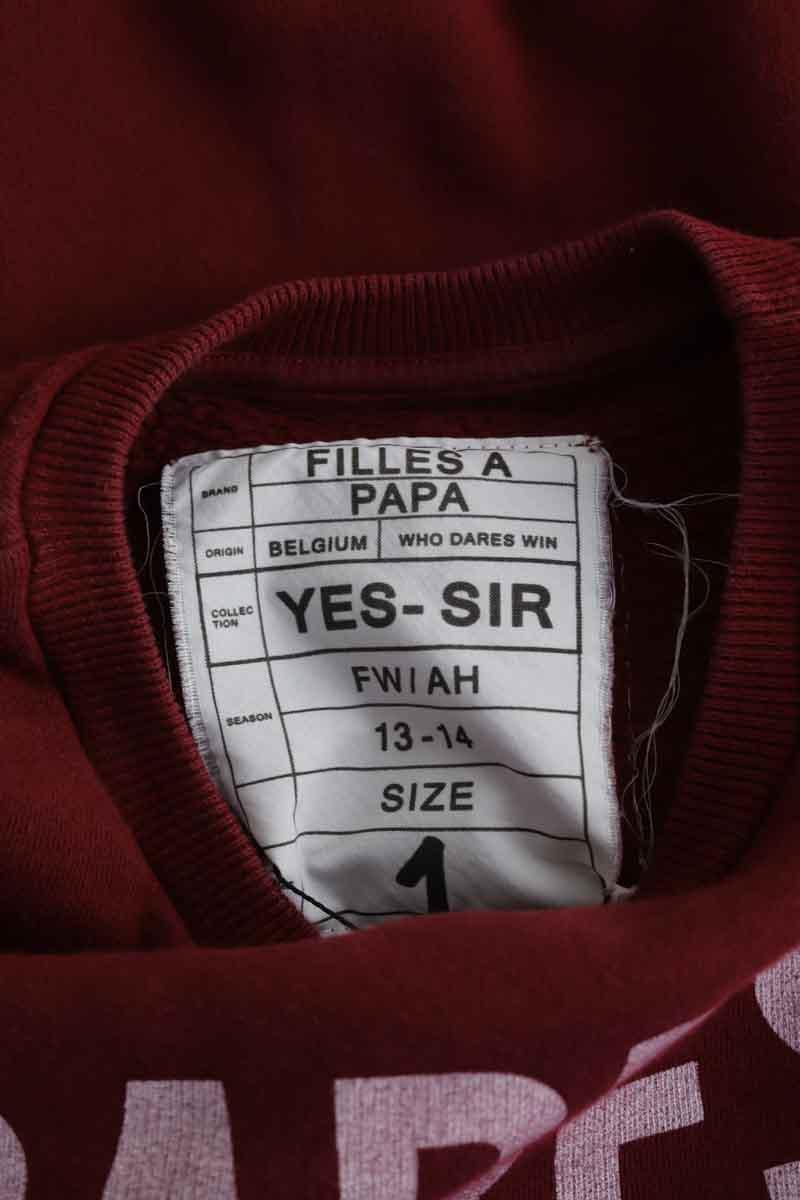 BRAND FILLES A
PAPA
ORIGIN BELGIUM WHO DARES WIN
COLLEC
TION
YES-SIR
FW|AH
SEASON
13-14
SIZE
1